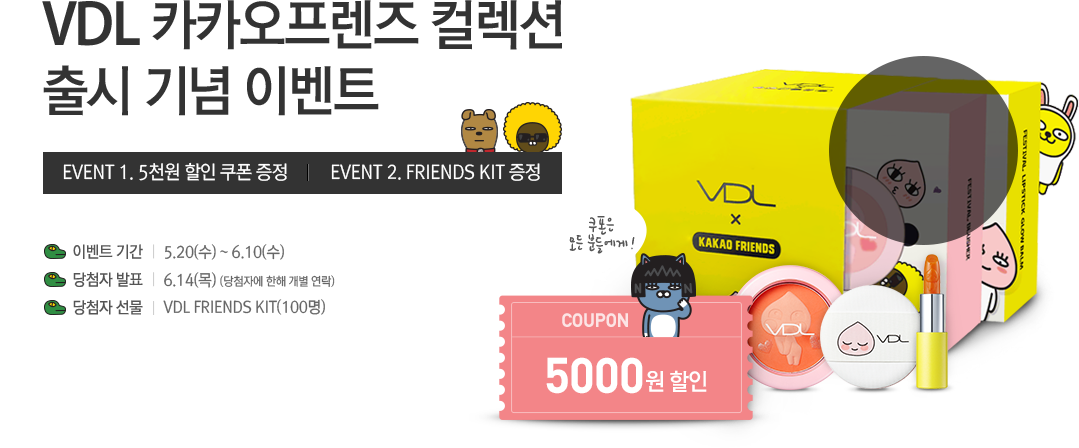 VDL 카카오프렌즈 컬렉션
출시 기념 이벤트
EVENT 1. 5천원 할인 쿠폰 증정 | EVENT 2. FRIENDS KIT 증정
이벤트 기간 | 5.20(수) ~ 6.10(수)
당첨자 발표 | 6.14(목) (당첨자에 한해 개별 연락)
당첨자 선물 | VDL FRIENDS KIT(100명)
쿠폰은
모든 분들에게!
COUPON
5000원 할인
VDL
VDL
×
KAKAO FRIENDS
FESTIVAL BLUSHER
FESTIVAL LIPSTICK GLOW BALM
VDL
VDL